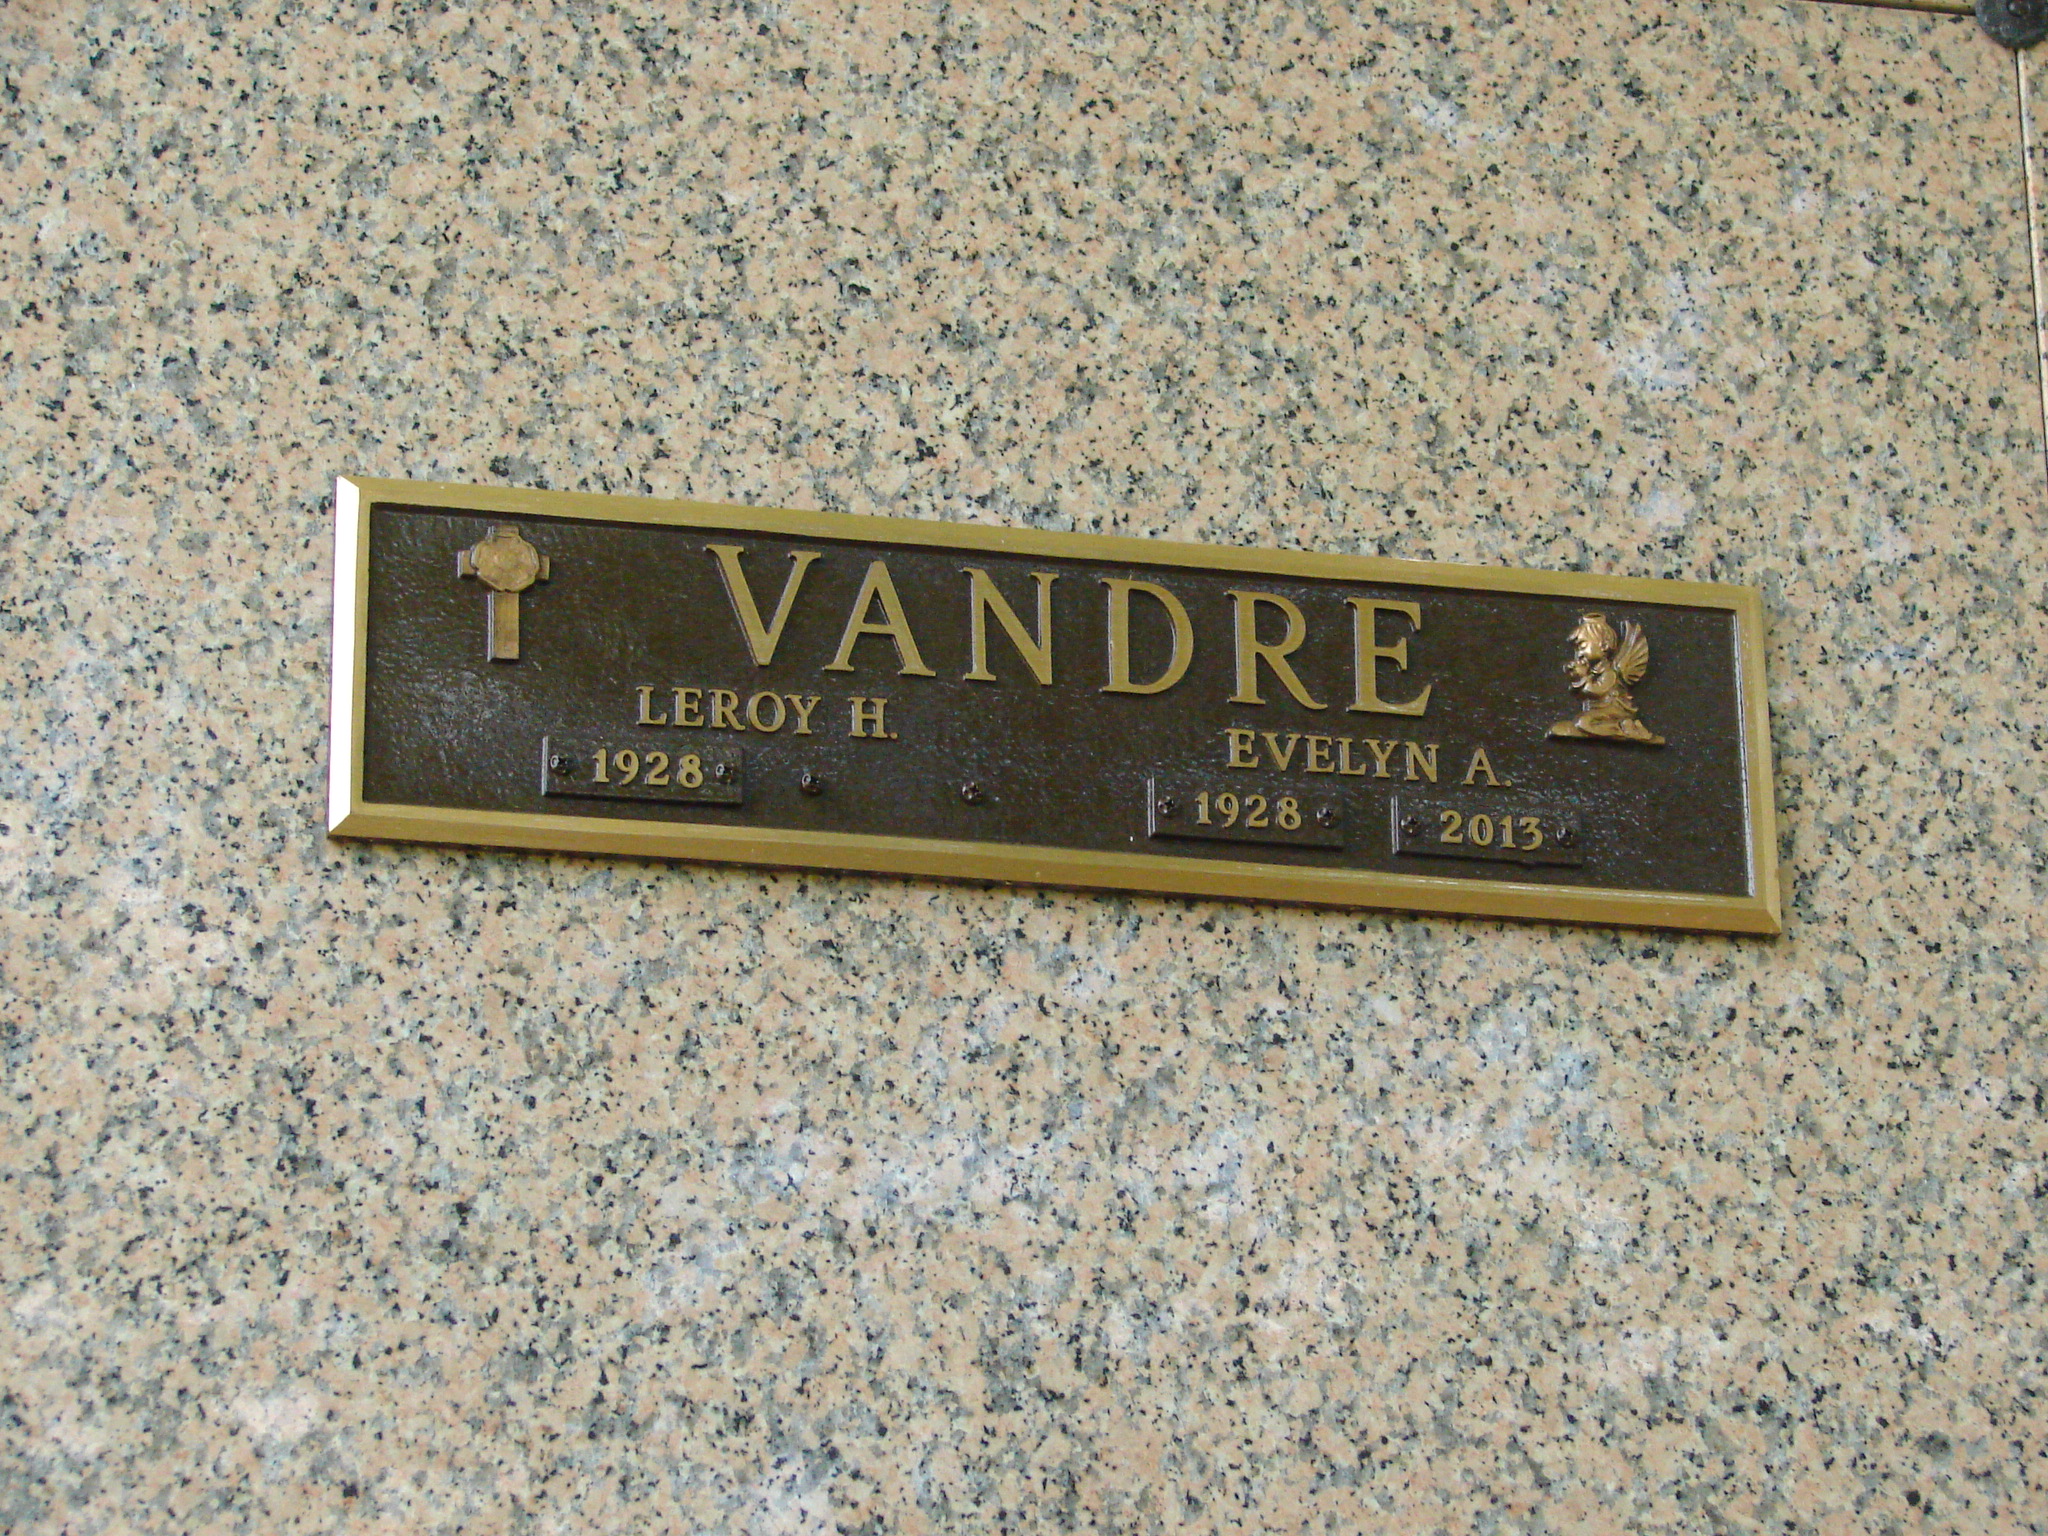 VANDRE
LEROY H.
1928
EVELYN A.
1928 2013